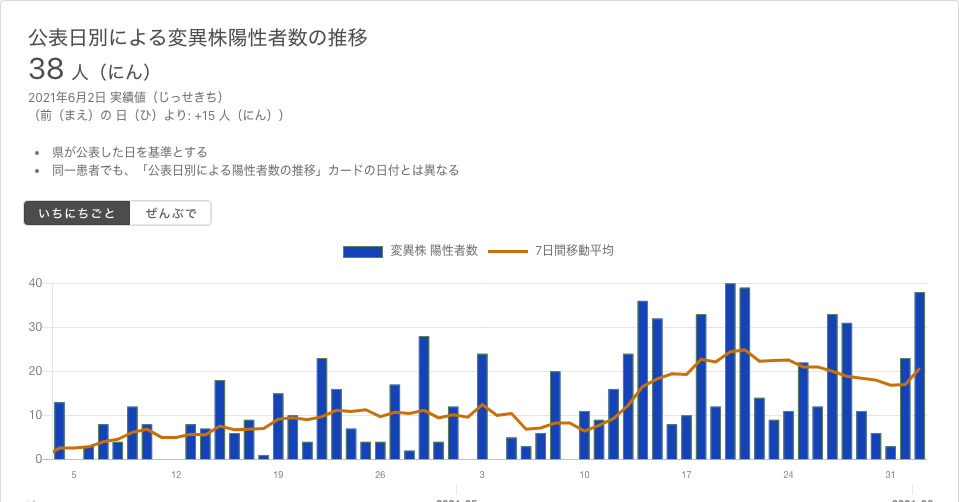 公表日別による変異株陽性者数の推移
38 人（にん）
2021年6月2日 実績値（じっせきち）
（前（まえ）の 日（ひ）より: +15 人（にん））
• 県が公表した日を基準とする
• 同一患者でも、「公表日別による陽性者数の推移」カードの日付とは異なる
いちにちごと ぜんぶで
変異株 陽性者数 7日間移動平均
40
30
20
10
0
5 12 19 26 3 10 17 24 31